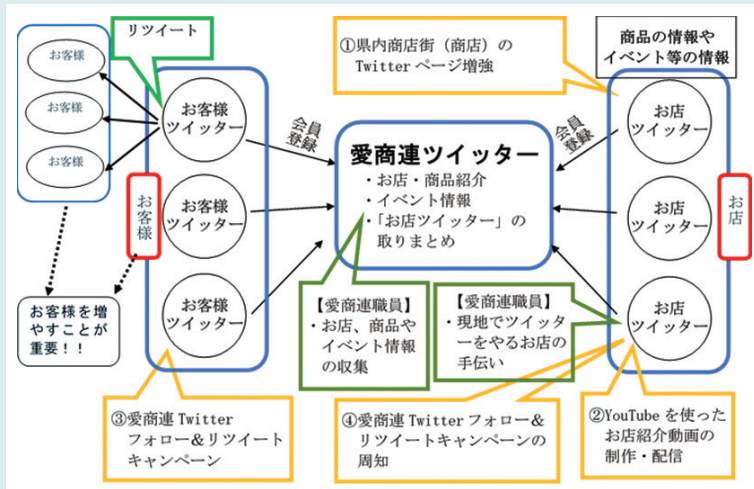 リツイート
お客様
お客様
お客様
お客様
ツイッター
お客様
ツイッター
お客様
ツイッター
お客様
お客様を増
やすことが
重要！！
会員
登録
①県内商店街（商店）の
Twitter ページ増強
商品の情報や
イベント等の情報
会員
登録
愛商連ツイッター
・お店・商品紹介
・イベント情報
・「お店ツイッター」の
取りまとめ
お店
ツイッター
お店
ツイッター
お店
ツイッター
お店
【愛商連職員】
・お店、商品や
イベント情報
の収集
【愛商連職員】
・現地でツイッタ
ーをやるお店の
手伝い
③愛商連 Twitter
フォロー＆リツイート
キャンペーン
④愛商連 Twitter フォロー＆
リツイートキャンペーンの
周知
②YouTube を使った
お店紹介動画の
制作・配信